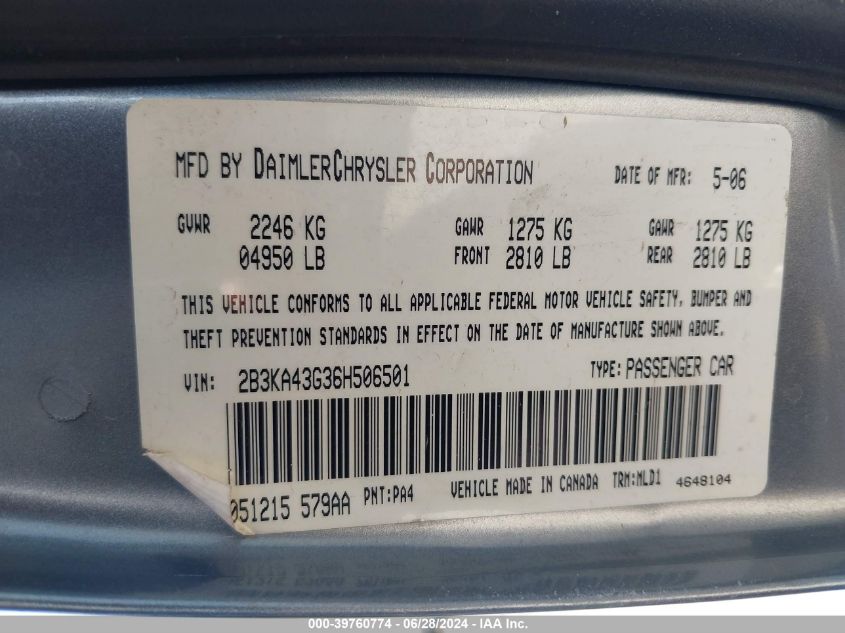 MFD BY DAIMLERCHRYSLER CORPORATION DATE OF MFR: 5-06
GVWR 2246 KG GAWR 1275 KG GAWR 1275 KG
04950 LB FRONT 2810 LB REAR 2810 LB
THIS VEHICLE CONFORMS TO ALL APPLICABLE FEDERAL MOTOR VEHICLE SAFETY, BUMPER AND
THEFT PREVENTION STANDARDS IN EFFECT ON THE DATE OF MANUFACTURE SHOWN ABOVE.
VIN: 2B3KA43G36H506501 TYPE: PASSENGER CAR
051215 579AA PNT:PA4 VEHICLE MADE IN CANADA TRM:MLD1 4648104
000-39760774 - 06/28/2024 - IAA Inc.